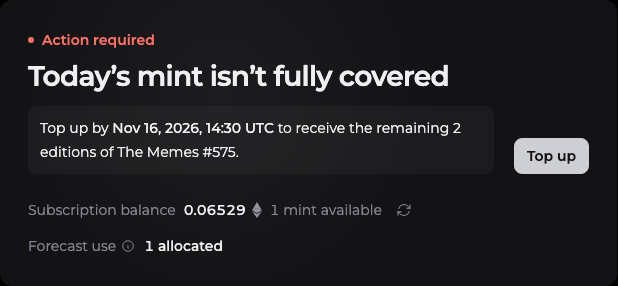 Action required
Today’s mint isn’t fully covered
Top up by Nov 16, 2026, 14:30 UTC to receive the remaining 2
editions of The Memes #575.
Top up
Subscription balance 0.06529 1 mint available
Forecast use 1 allocated